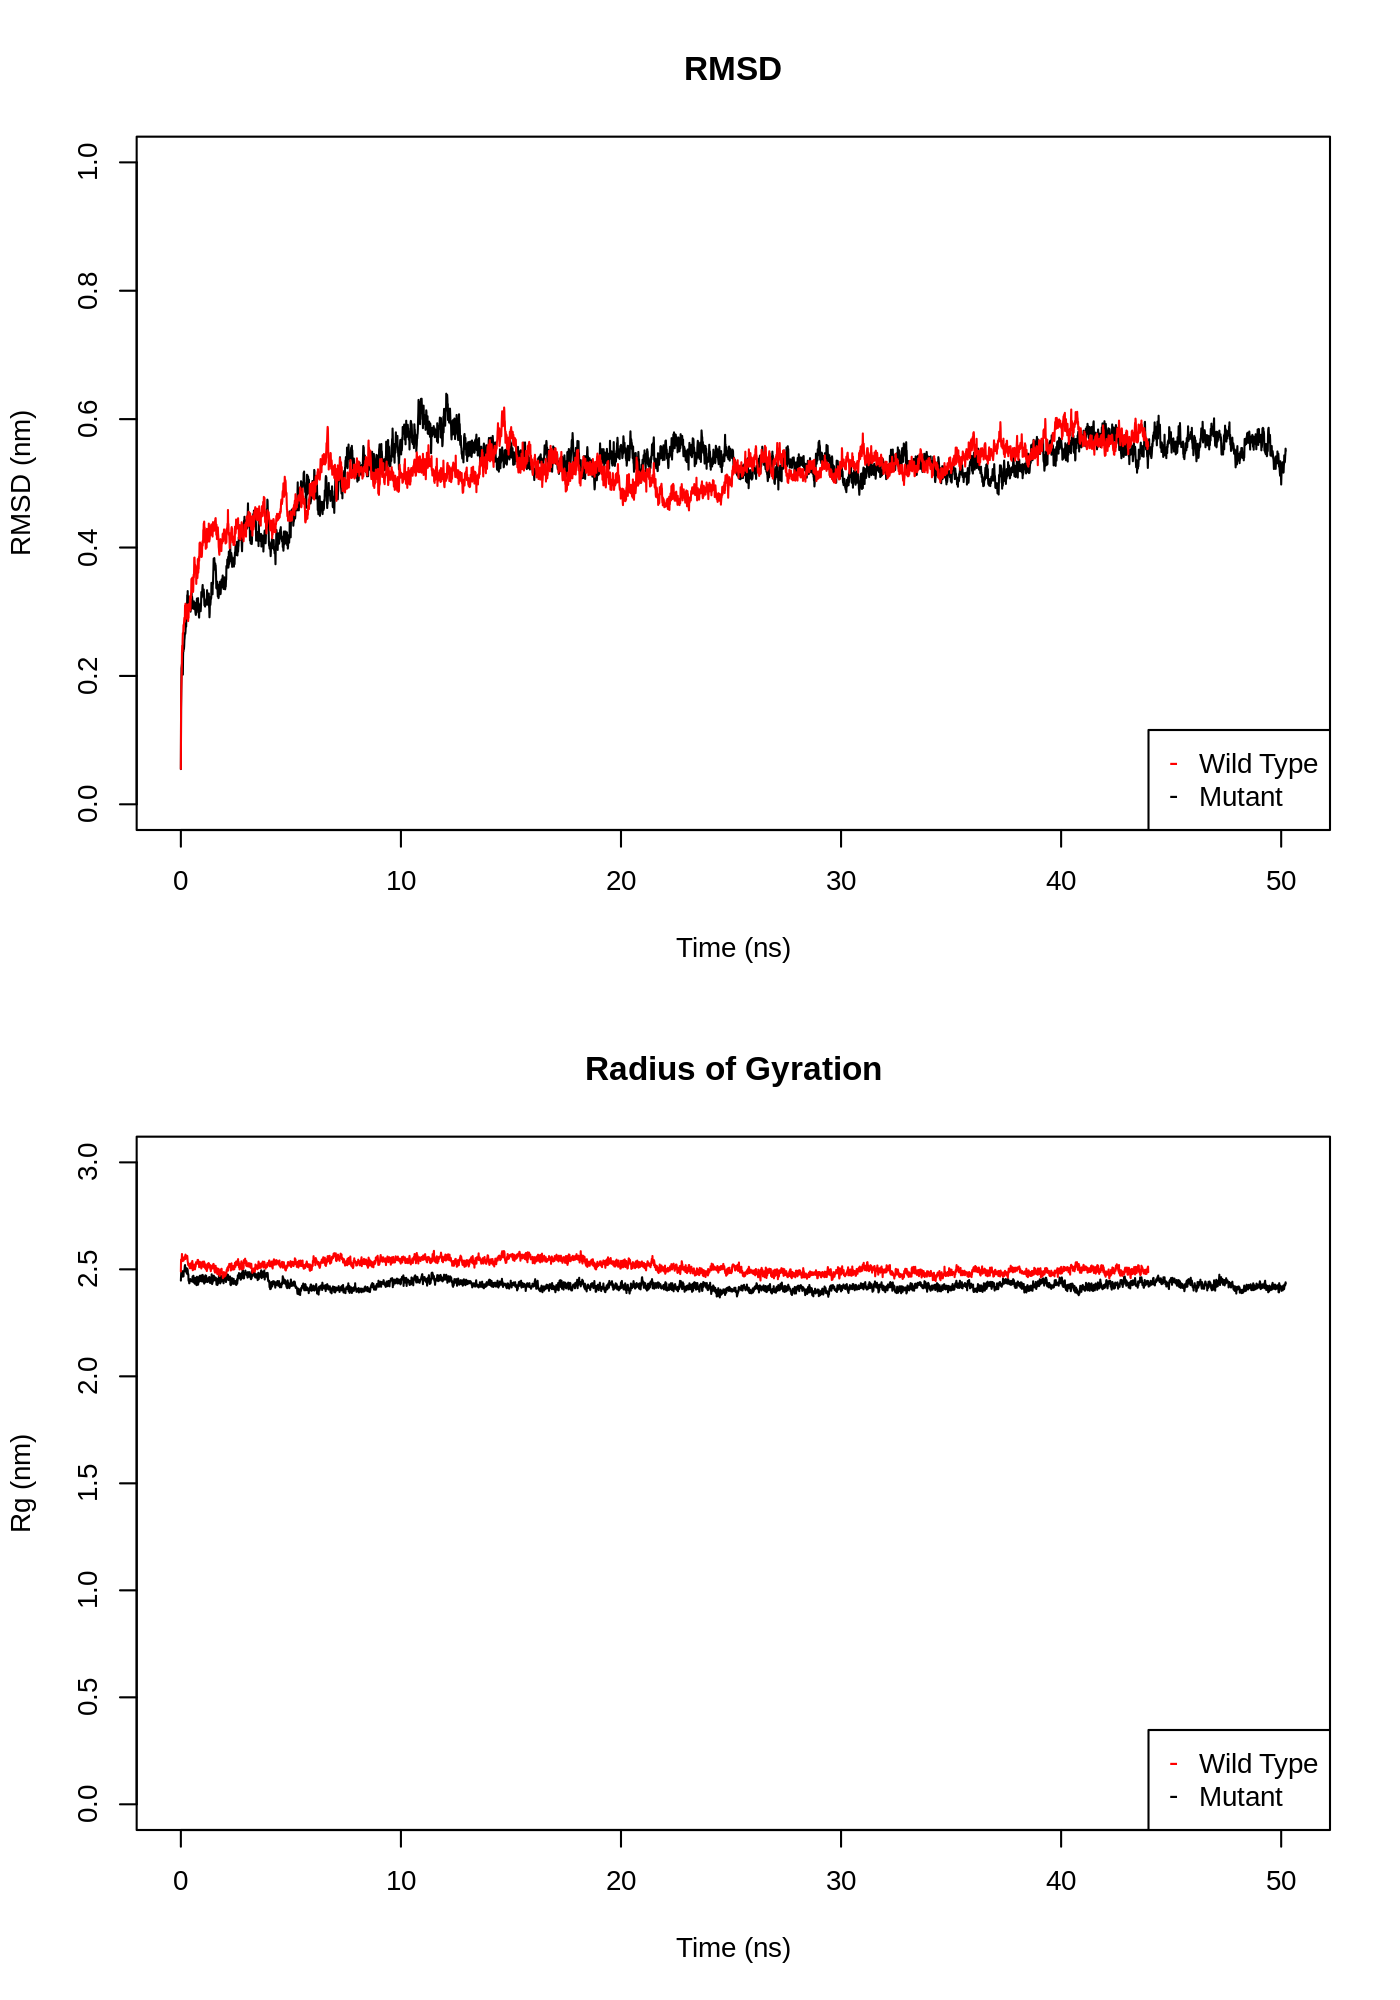 RMSD
1.0
0.8
0.6
0.4
0.2
0.0
RMSD (nm)
- Wild Type
- Mutant
0 10 20 30 40 50
Time (ns)
Radius of Gyration
3.0
2.5
2.0
1.5
1.0
0.5
0.0
Rg (nm)
- Wild Type
- Mutant
0 10 20 30 40 50
Time (ns)